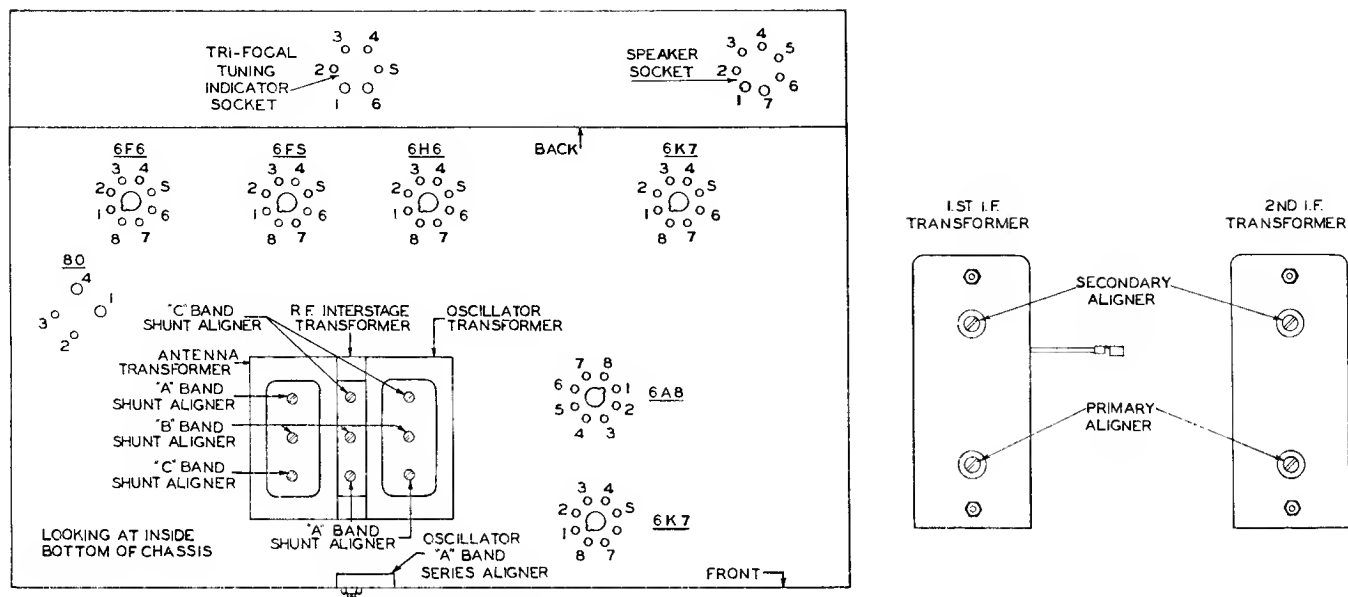 TRI-FOCAL
TUNING
INDICATOR
SOCKET
3 4
2 S
1 6
SPEAKER
SOCKET
4
3 5
2 6
1 7
BACK
6F6
3 4
2 S
1 6
8 7
6F5
3 4
2 S
1 6
8 7
6H6
3 4
2 S
1 6
8 7
6K7
3 4
2 S
1 6
8 7
80
4
1
3
2
"C" BAND
SHUNT ALIGNER
R.F. INTERSTAGE
TRANSFORMER
OSCILLATOR
TRANSFORMER
ANTENNA
TRANSFORMER
"A" BAND
SHUNT ALIGNER
"B" BAND
SHUNT ALIGNER
"C" BAND
SHUNT ALIGNER
"A" BAND
SHUNT ALIGNER
OSCILLATOR
"A" BAND
SERIES ALIGNER
7 8
6 1
5 2
4 3
6A8
3 4
2 S
1
8 7
6K7
LOOKING AT INSIDE
BOTTOM OF CHASSIS
FRONT
1.ST I.F.
TRANSFORMER
2ND I.F.
TRANSFORMER
SECONDARY
ALIGNER
PRIMARY
ALIGNER